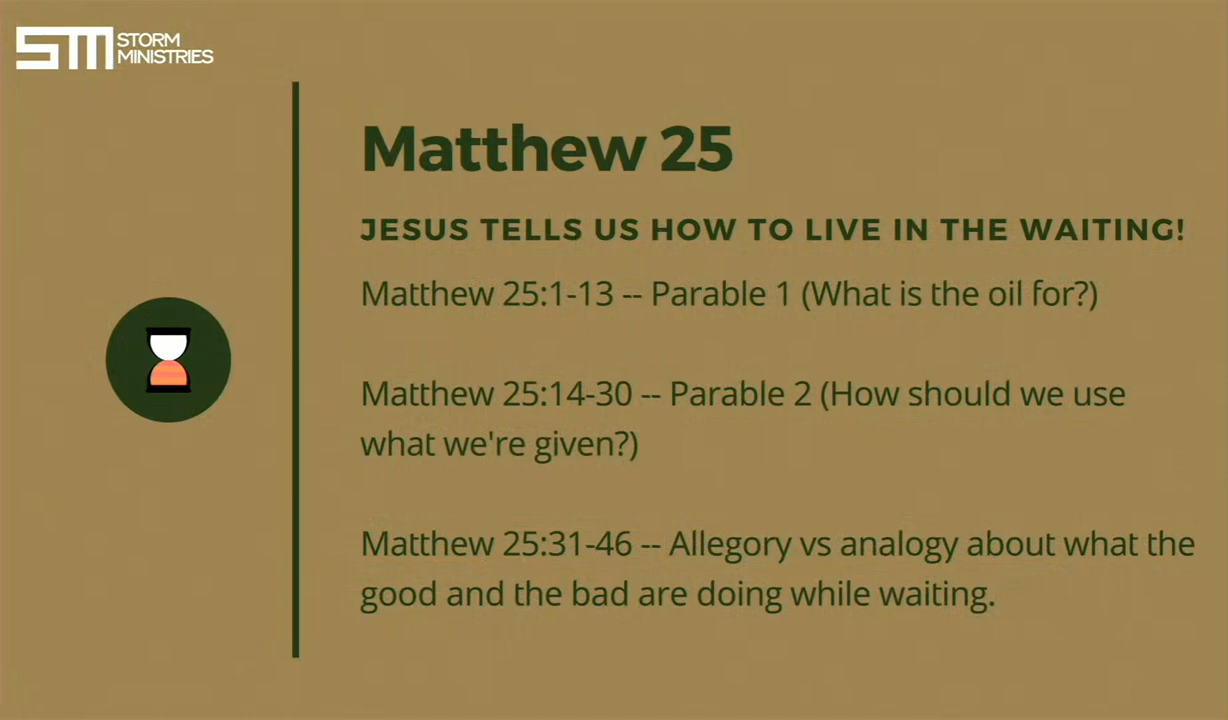 STM STORM
MINISTRIES
Matthew 25
JESUS TELLS US HOW TO LIVE IN THE WAITING!
Matthew 25:1-13 -- Parable 1 (What is the oil for?)
Matthew 25:14-30 -- Parable 2 (How should we use
what we're given?)
Matthew 25:31-46 -- Allegory vs analogy about what the
good and the bad are doing while waiting.